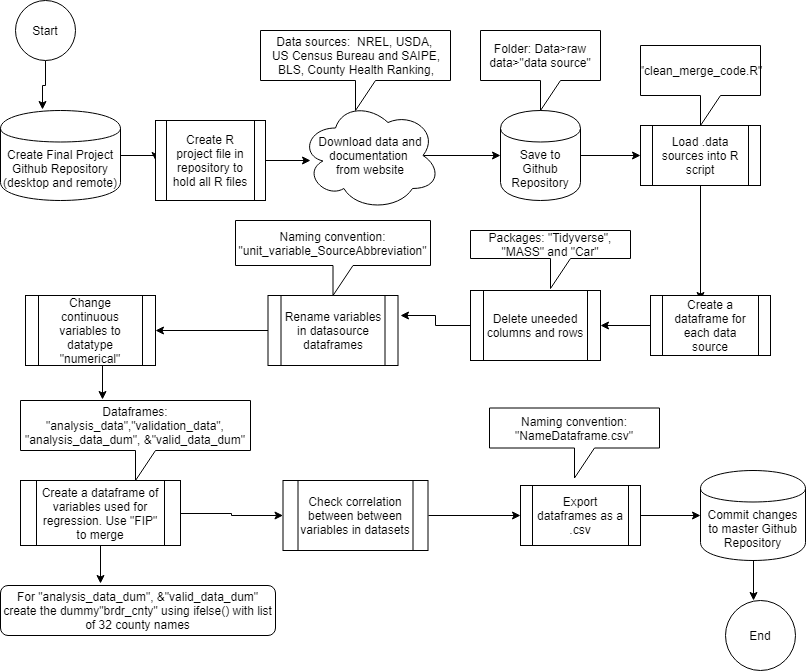 Start
Data sources:  NREL, USDA,
US Census Bureau and SAIPE,
BLS, County Health Ranking,
Folder: Data>raw
data>"data source"
"clean_merge_code.R"
Create Final Project
Github Repository
(desktop and remote)
Create R
project file in
repository to
hold all R files
Download data and
documentation
from website
Save to
Github
Repository
Load .data
sources into R
script
Naming convention:
"unit_variable_SourceAbbreviation"
Packages: "Tidyverse",
"MASS" and "Car"
Change
continuous
variables to
datatype
"numerical"
Rename variables
in datasource
dataframes
Delete uneeded
columns and rows
Create a
dataframe for
each data
source
Dataframes:
"analysis_data","validation_data",
"analysis_data_dum", &"valid_data_dum"
Naming convention:
"NameDataframe.csv"
Create a dataframe of
variables used for
regression. Use "FIP"
to merge
Check correlation
between between
variables in datasets
Export
dataframes as a
.csv
Commit changes
to master Github
Repository
For "analysis_data_dum", &"valid_data_dum"
create the dummy"brdr_cnty" using ifelse() with list
of 32 county names
End